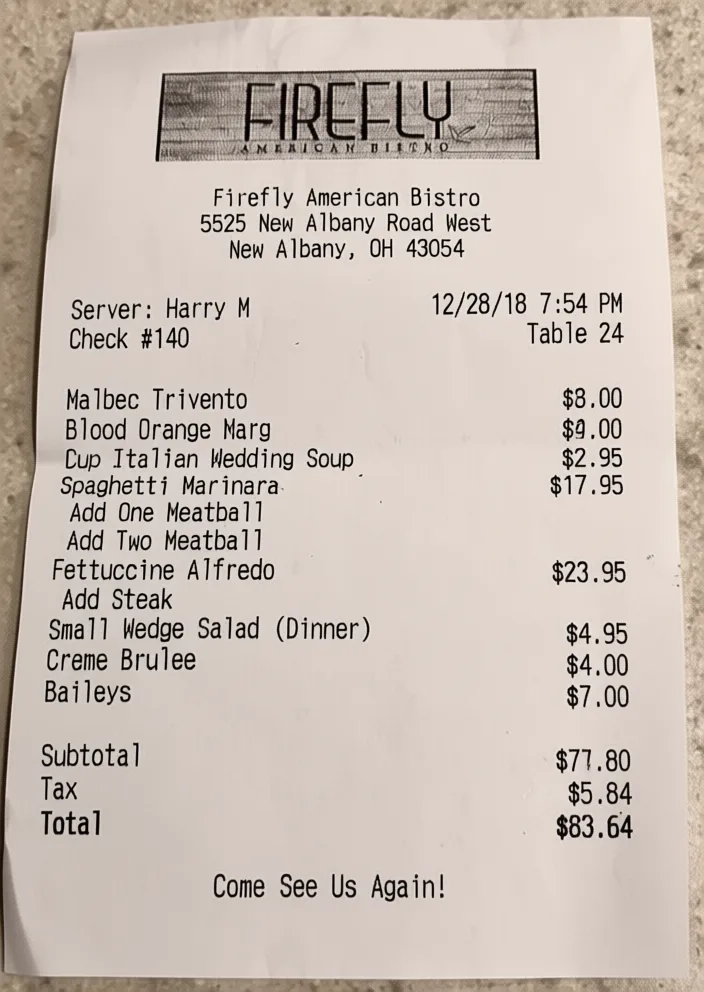 FIREFLY
AMERICAN BISTRO
Firefly American Bistro
5525 New Albany Road West
New Albany, OH 43054
Server: Harry M 12/28/18 7:54 PM
Check #140 Table 24
Malbec Trivento $8.00
Blood Orange Marg $9.00
Cup Italian Wedding Soup $2.95
Spaghetti Marinara $17.95
Add One Meatball
Add Two Meatball
Fettuccine Alfredo $23.95
Add Steak
Small Wedge Salad (Dinner) $4.95
Creme Brulee $4.00
Baileys $7.00
Subtotal $77.80
Tax $5.84
Total $83.64
Come See Us Again!